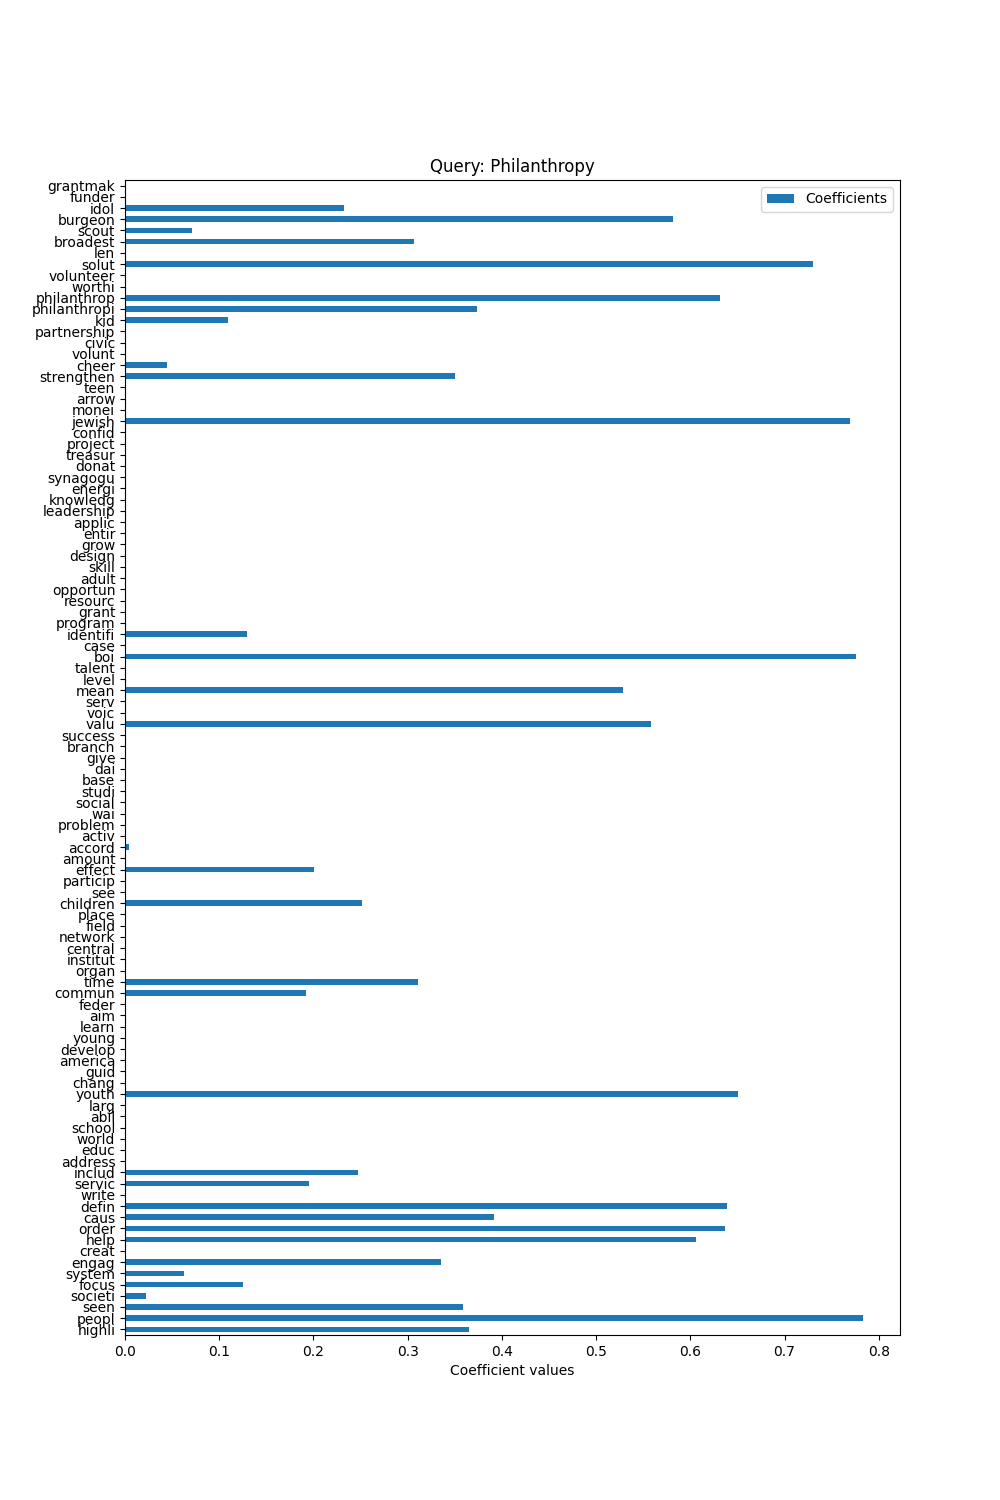 Query: Philanthropy
Coefficients
grantmak
funder
idol
burgeon
scout
broadest
len
solut
volunteer
worthi
philanthrop
philanthropi
kid
partnership
civic
volunt
cheer
strengthen
teen
arrow
monei
jewish
confid
project
treasur
donat
synagogu
energi
knowledg
leadership
applic
entir
grow
design
skill
adult
opportun
resourc
grant
program
identifi
case
boi
talent
level
mean
serv
voic
valu
success
branch
give
dai
base
studi
social
wai
problem
activ
accord
amount
effect
particip
see
children
place
field
network
central
institut
organ
time
commun
feder
aim
learn
young
develop
america
guid
chang
youth
larg
abil
school
world
educ
address
includ
servic
write
defin
caus
order
help
creat
engag
system
focus
societi
seen
peopl
highli
0.0 0.1 0.2 0.3 0.4 0.5 0.6 0.7 0.8
Coefficient values